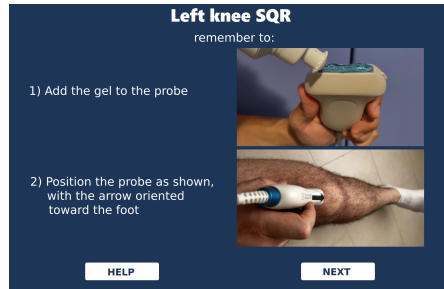 Left knee SQR
remember to:
1) Add the gel to the probe
2) Position the probe as shown,
with the arrow oriented
toward the foot
HELP
NEXT